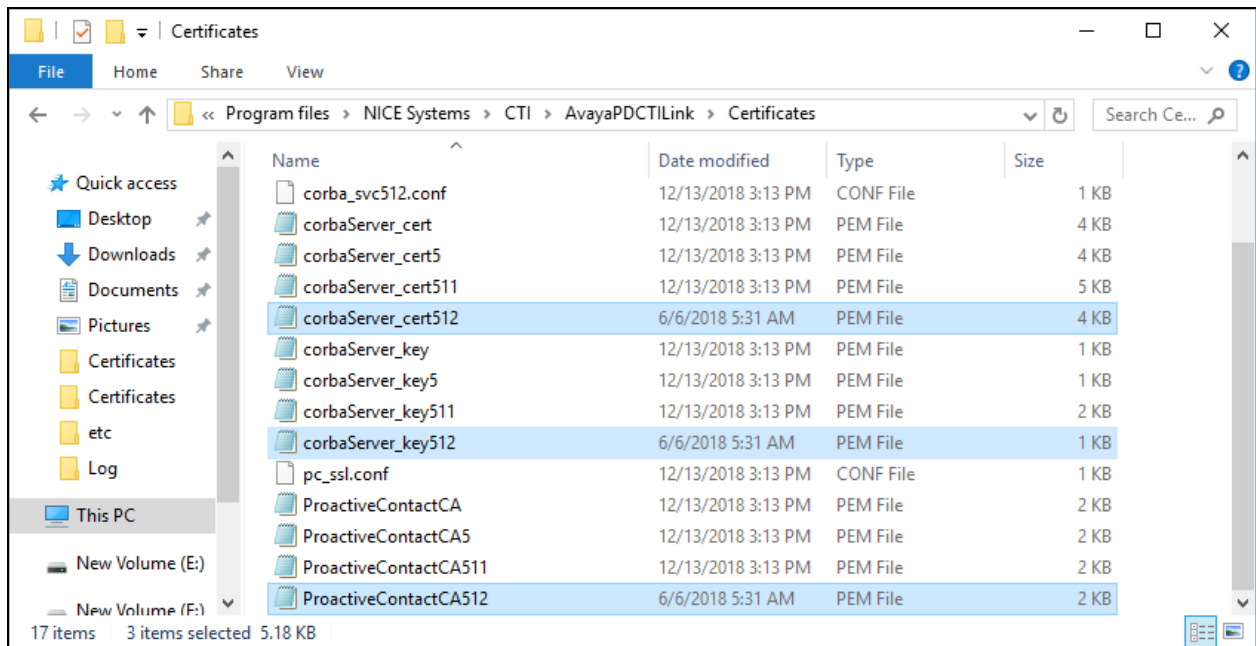 Certificates
File Home Share View
« Program files > NICE Systems > CTI > AvayaPDCTILink > Certificates Search Ce...
Quick access
Desktop
Downloads
Documents
Pictures
Certificates
Certificates
etc
Log
This PC
New Volume (E:)
New Volume (F:)
Name Date modified Type Size
corba_svc512.conf 12/13/2018 3:13 PM CONF File 1 KB
corbaServer_cert 12/13/2018 3:13 PM PEM File 4 KB
corbaServer_cert5 12/13/2018 3:13 PM PEM File 4 KB
corbaServer_cert511 12/13/2018 3:13 PM PEM File 5 KB
corbaServer_cert512 6/6/2018 5:31 AM PEM File 4 KB
corbaServer_key 12/13/2018 3:13 PM PEM File 1 KB
corbaServer_key5 12/13/2018 3:13 PM PEM File 1 KB
corbaServer_key511 12/13/2018 3:13 PM PEM File 2 KB
corbaServer_key512 6/6/2018 5:31 AM PEM File 1 KB
pc_ssl.conf 12/13/2018 3:13 PM CONF File 1 KB
ProactiveContactCA 12/13/2018 3:13 PM PEM File 2 KB
ProactiveContactCA5 12/13/2018 3:13 PM PEM File 2 KB
ProactiveContactCA511 12/13/2018 3:13 PM PEM File 2 KB
ProactiveContactCA512 6/6/2018 5:31 AM PEM File 2 KB
17 items 3 items selected 5.18 KB